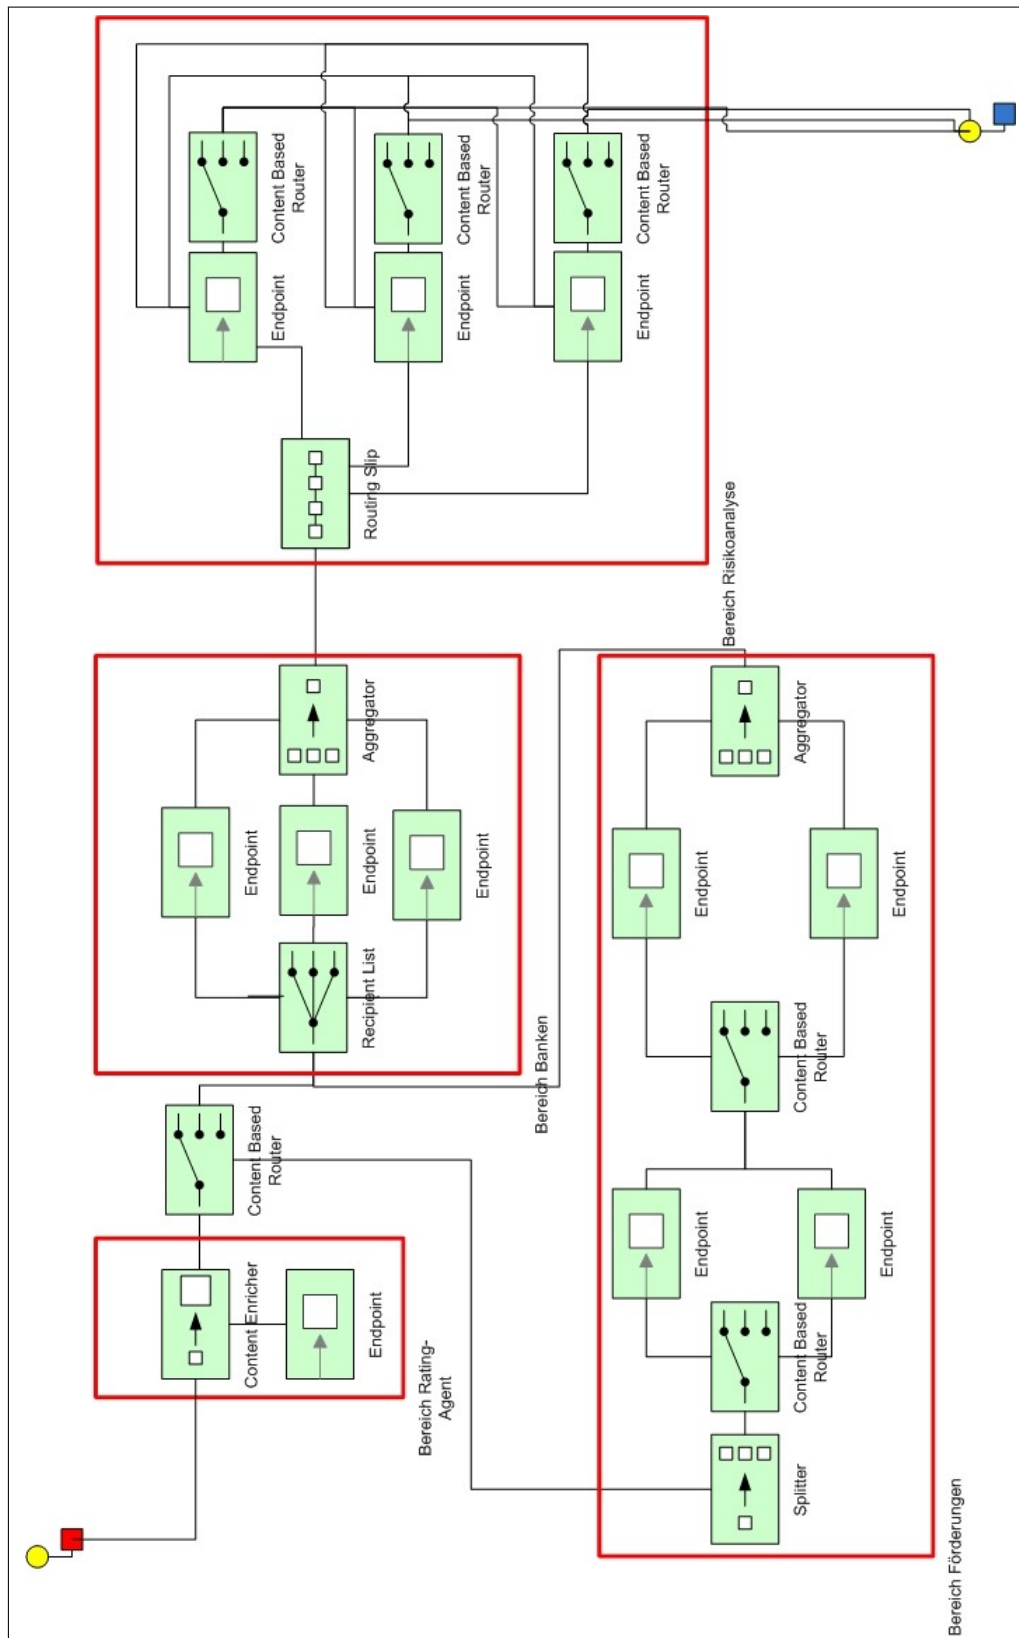 Content Enricher
Endpoint
Bereich Rating-
Agent
Content Based
Router
Recipient List
Endpoint
Endpoint
Endpoint
Aggregator
Bereich Banken
Routing Slip
Endpoint
Content Based
Router
Endpoint
Content Based
Router
Endpoint
Content Based
Router
Bereich Risikoanalyse
Splitter
Content Based
Router
Endpoint
Endpoint
Content Based
Router
Endpoint
Endpoint
Aggregator
Bereich Förderungen